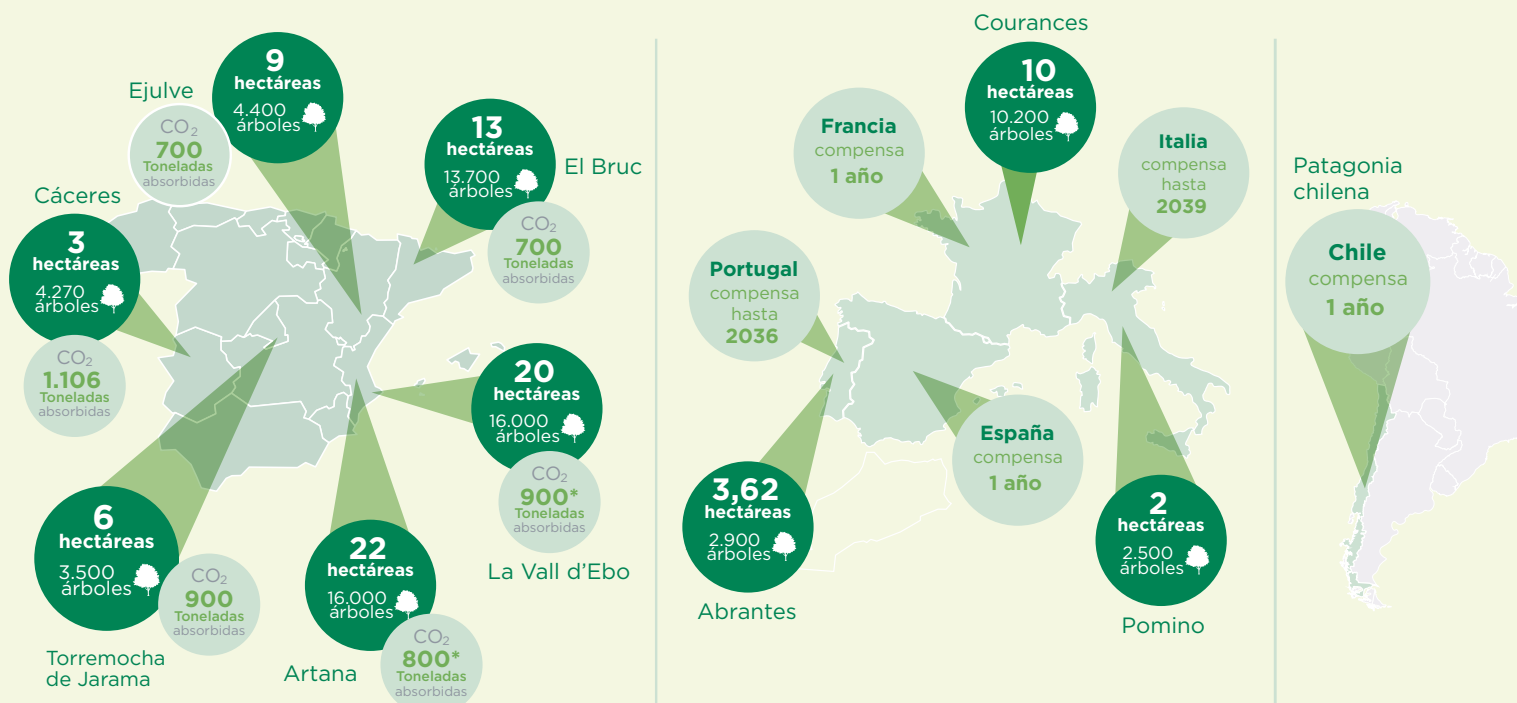 Ejulve
9
hectáreas
4.400
árboles
CO₂
700
Toneladas
absorbidas
13
hectáreas
13.700
árboles
El Bruc
CO₂
700
Toneladas
absorbidas
Cáceres
3
hectáreas
4.270
árboles
CO₂
1.106
Toneladas
absorbidas
20
hectáreas
16.000
árboles
CO₂
900*
Toneladas
absorbidas
La Vall d’Ebo
6
hectáreas
3.500
árboles
CO₂
900
Toneladas
absorbidas
Torremocha
de Jarama
22
hectáreas
16.000
árboles
CO₂
800*
Toneladas
absorbidas
Artana
Courances
10
hectáreas
10.200
árboles
Francia
compensa
1 año
Italia
compensa
hasta
2039
Portugal
compensa
hasta
2036
España
compensa
1 año
3,62
hectáreas
2.900
árboles
Abrantes
2
hectáreas
2.500
árboles
Pomino
Patagonia
chilena
Chile
compensa
1 año